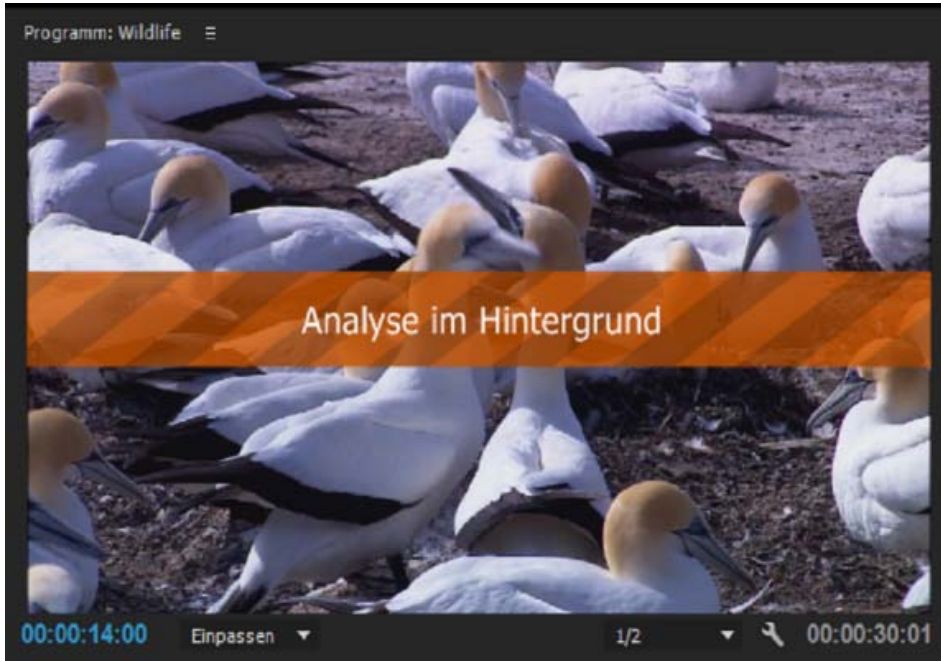 Programm: Wildlife
Analyse im Hintergrund
00:00:14:00 Einpassen 1/2 00:00:30:01